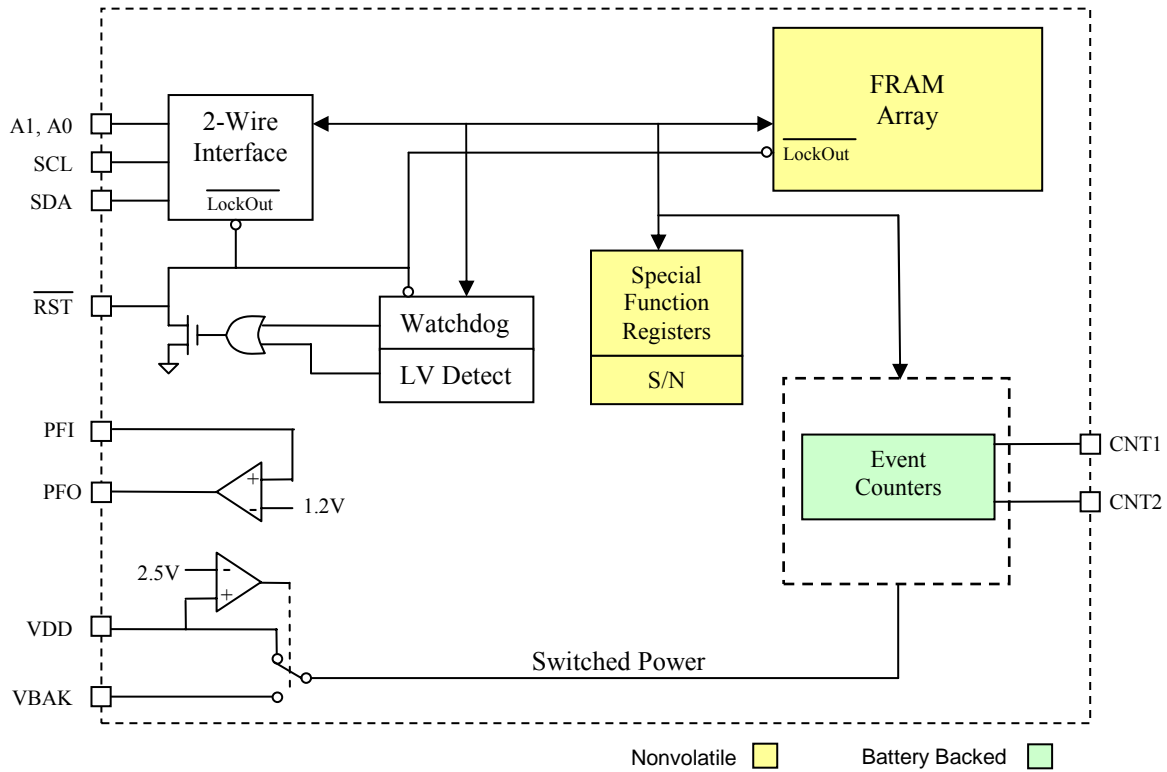 FRAM
Array
LockOut
A1, A0
SCL
SDA
2-Wire
Interface
LockOut
RST
Watchdog
LV Detect
Special
Function
Registers
S/N
PFI
PFO
+
-
1.2V
Event
Counters
CNT1
CNT2
2.5V
-
+
VDD
VBAK
Switched Power
Nonvolatile
Battery Backed